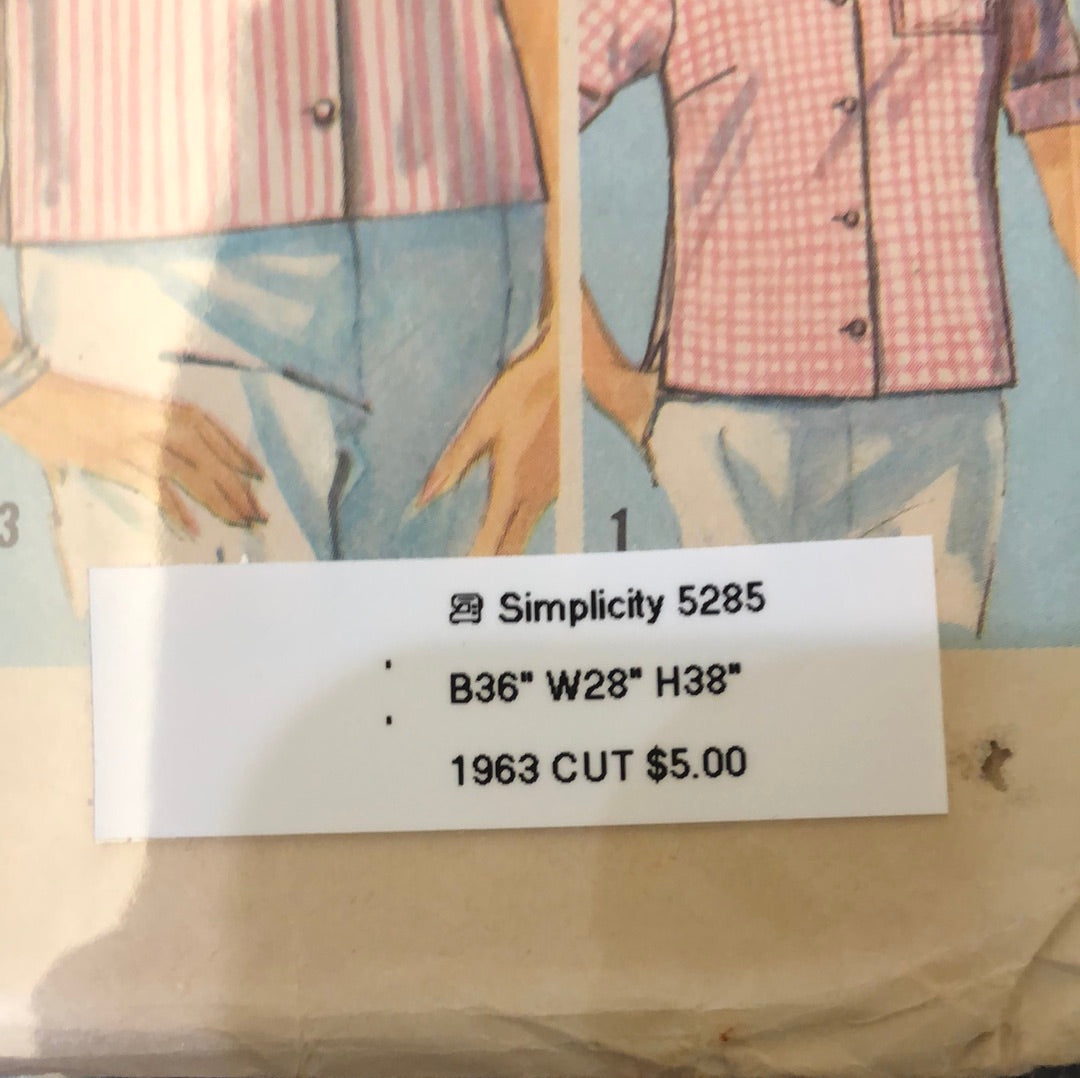 3
1
Simplicity 5285
B36" W28" H38"
1963 CUT $5.00